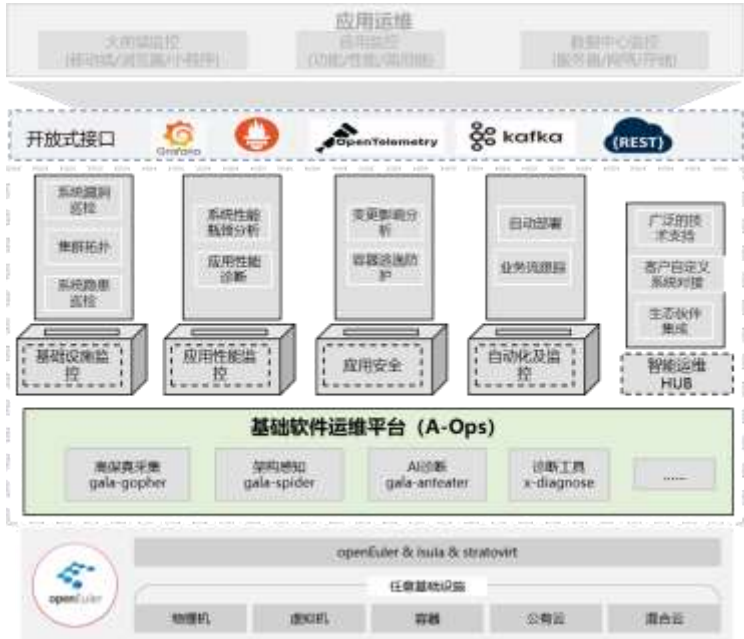 应用运维
大前端监控
(移动端/浏览器/小程序)
应用监控
(功能/性能/高可用)
数据中心监控
(服务器/网络/存储)
开放式接口
Grafana
OpenTelemetry
kafka
{REST}
系统漏洞
巡检
集群拓扑
系统隐患
巡检
系统性能
瓶颈分析
应用性能
诊断
变更影响分
析
容器逃逸防
护
自动部署
业务流跟踪
广泛的技
术支持
客户自定义
系统对接
生态伙伴
集成
基础设施监
控
应用性能监
控
应用安全
自动化及监
控
智能运维
HUB
基础软件运维平台（A-Ops）
高保真采集
gala-gopher
架构感知
gala-spider
AI诊断
gala-anteater
诊断工具
x-diagnose
......
openEuler & isula & stratovirt
openEuler
任意基础设施
物理机
虚拟机
容器
公有云
混合云